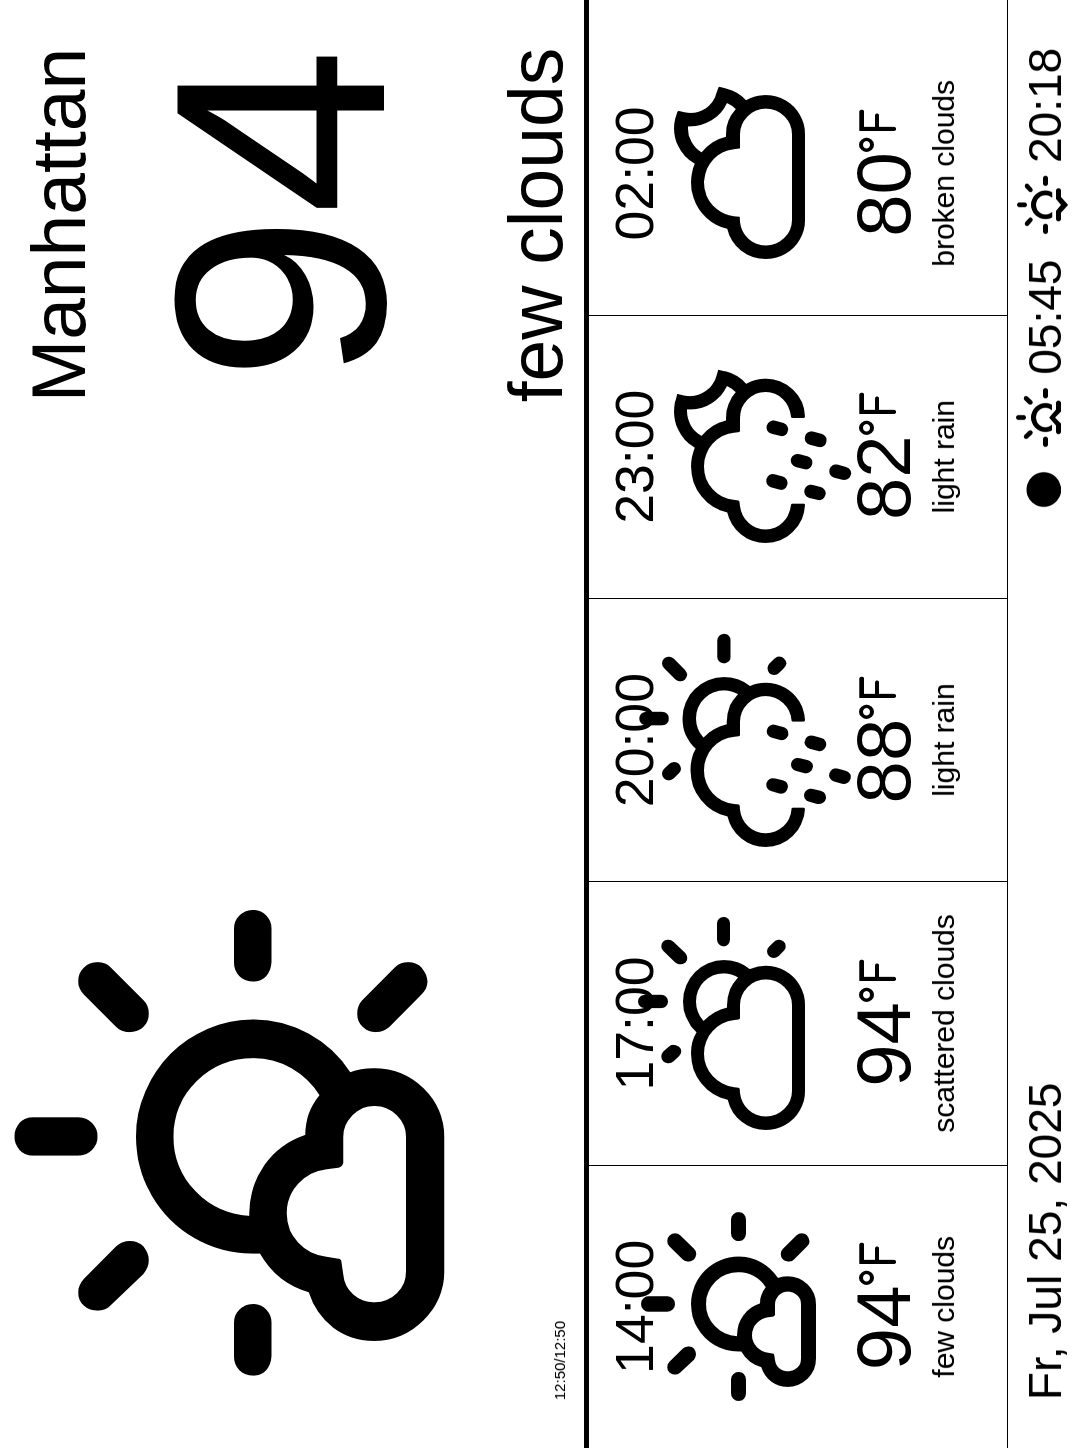 Manhattan
94
few clouds
12:50/12:50
14:00
94°F
few clouds
17:00
94°F
scattered clouds
20:00
88°F
light rain
23:00
82°F
light rain
02:00
80°F
broken clouds
Fr, Jul 25, 2025
05:45 20:18